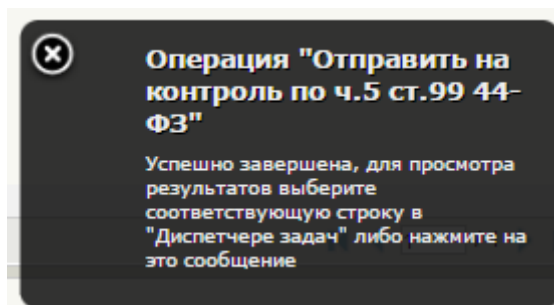 Операция "Отправить на
контроль по ч.5 ст.99 44-
ФЗ"
Успешно завершена, для просмотра
результатов выберите
соответствующую строку в
"Диспетчере задач" либо нажмите на
это сообщение